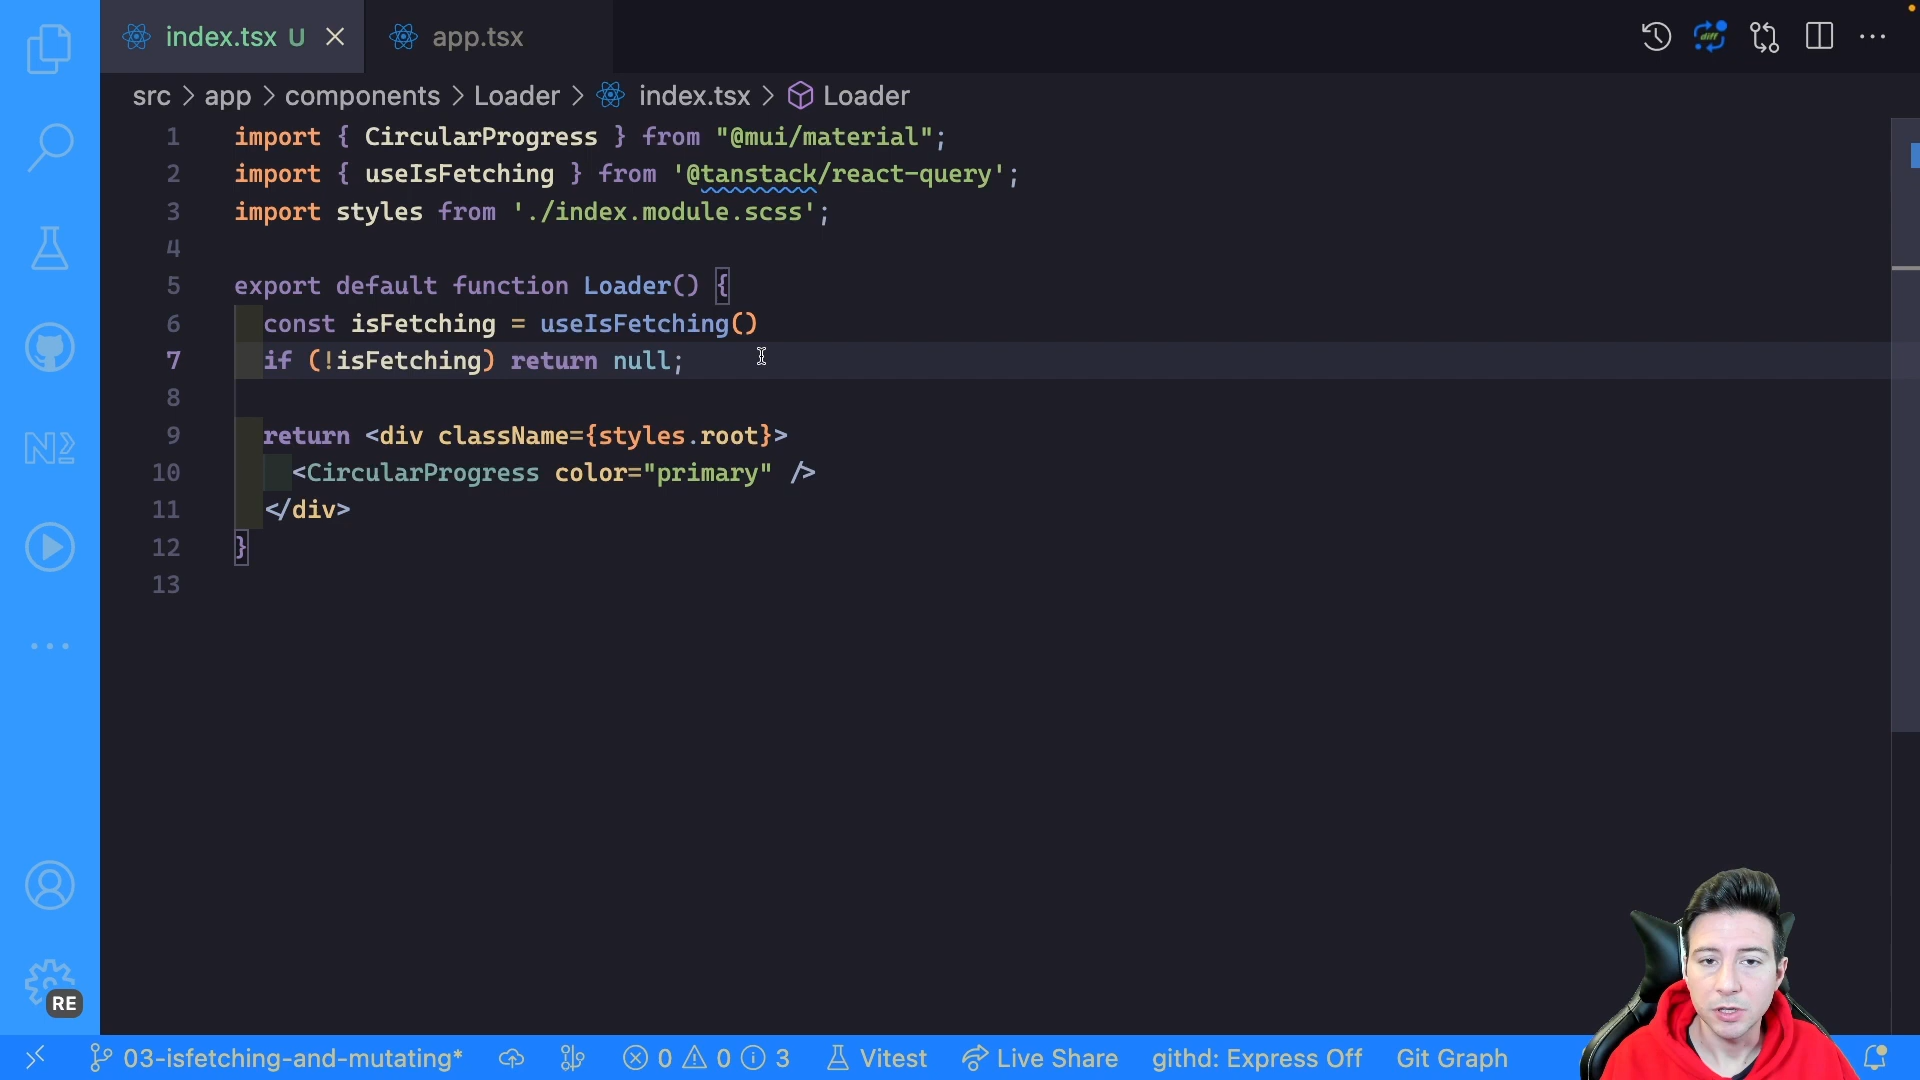 index.tsx U
app.tsx
diff
src > app > components > Loader > index.tsx > Loader
1 import { CircularProgress } from "@mui/material";
2 import { useIsFetching } from '@tanstack/react-query';
3 import styles from './index.module.scss';
4
5 export default function Loader() {
6 const isFetching = useIsFetching()
7 if (!isFetching) return null;
8
9 return <div className={styles.root}>
10 <CircularProgress color="primary" />
11 </div>
12 }
13
RE
03-isfetching-and-mutating* 0 0 3 Vitest Live Share githd: Express Off Git Graph